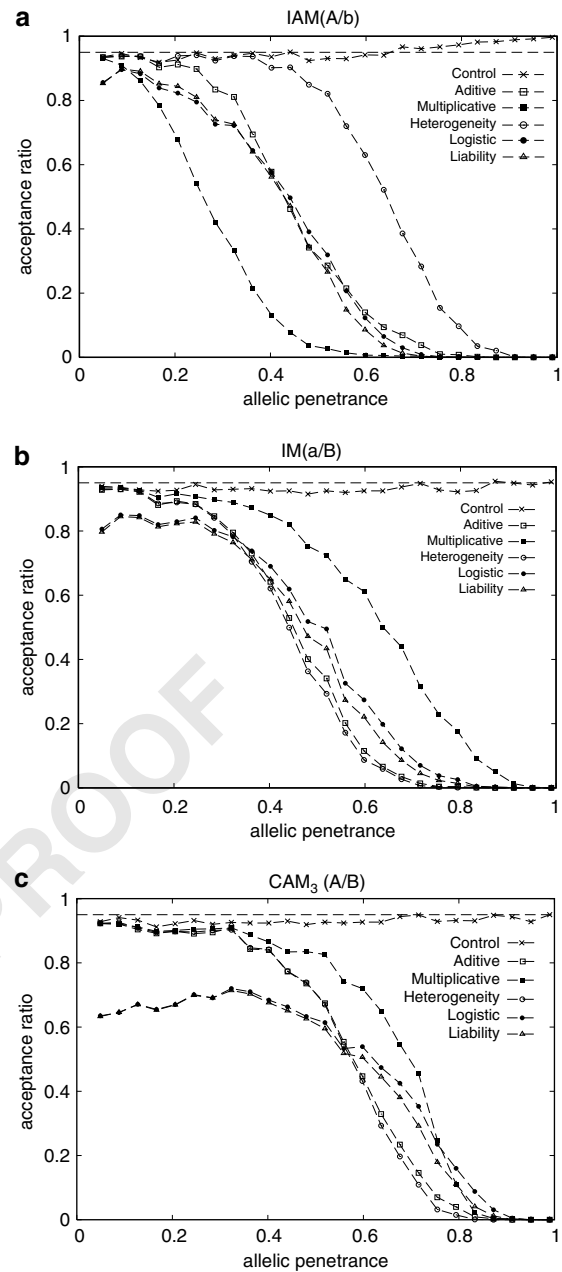 a
IAM(A/b)
1
0.8
0.6
0.4
0.2
0
acceptance ratio
Control
Aditive
Multiplicative
Heterogeneity
Logistic
Liability
0 0.2 0.4 0.6 0.8 1
allelic penetrance
b
IM(a/B)
1
0.8
0.6
0.4
0.2
0
acceptance ratio
Control
Aditive
Multiplicative
Heterogeneity
Logistic
Liability
0 0.2 0.4 0.6 0.8 1
allelic penetrance
PROOF
c
CAM₃ (A/B)
1
0.8
0.6
0.4
0.2
0
acceptance ratio
Control
Aditive
Multiplicative
Heterogeneity
Logistic
Liability
0 0.2 0.4 0.6 0.8 1
allelic penetrance